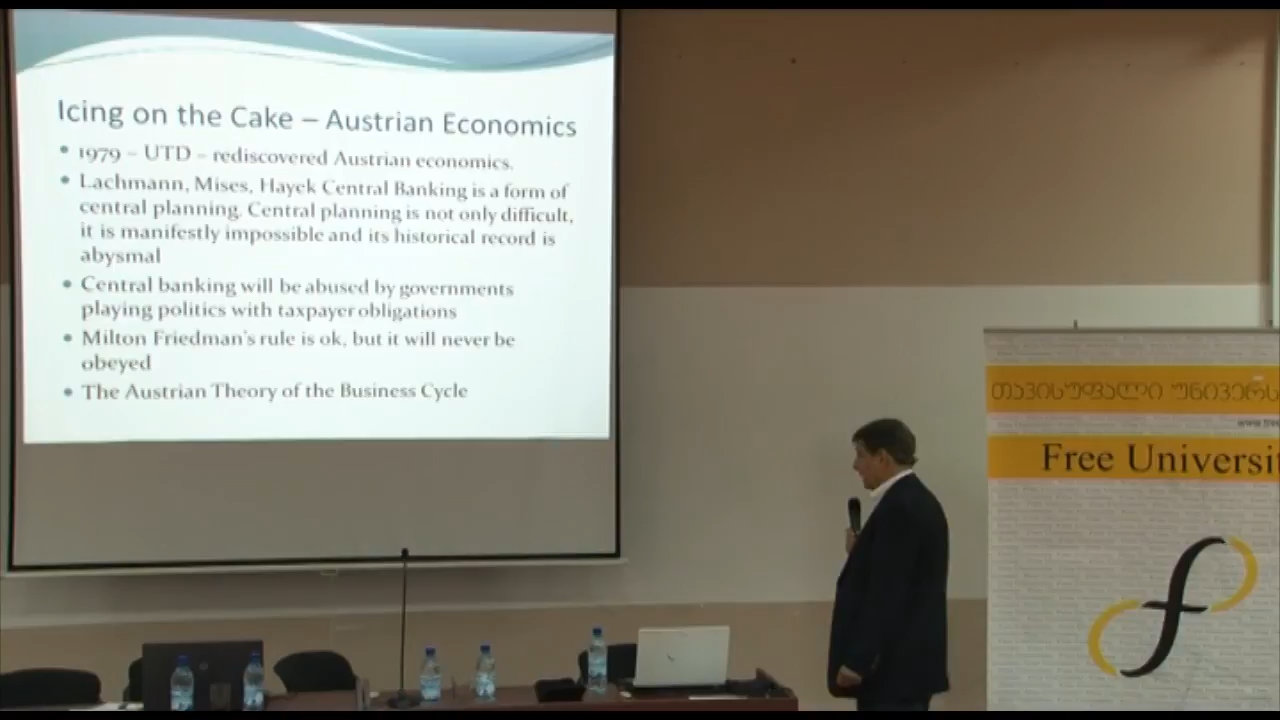 Icing on the Cake – Austrian Economics
• 1979 – UTD – rediscovered Austrian economics.
• Lachmann, Mises, Hayek Central Banking is a form of
central planning. Central planning is not only difficult,
it is manifestly impossible and its historical record is
abysmal
• Central banking will be abused by governments
playing politics with taxpayer obligations
• Milton Friedman's rule is ok, but it will never be
obeyed
• The Austrian Theory of the Business Cycle
თავისუფალი უნივერს
Free Universi